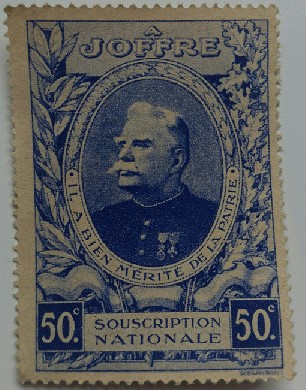 À
JOFFRE
IL A BIEN MÉRITÉ DE LA PATRIE
50c.
SOUSCRIPTION
NATIONALE
50c.